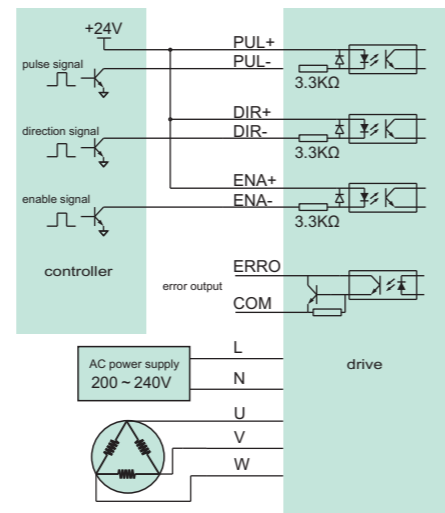 +24V
PUL+
pulse signal
PUL-
3.3KΩ
DIR+
direction signal
DIR-
3.3KΩ
ENA+
enable signal
ENA-
3.3KΩ
controller
ERRO
error output
COM
drive
L
AC power supply
200~240V
N
U
V
W